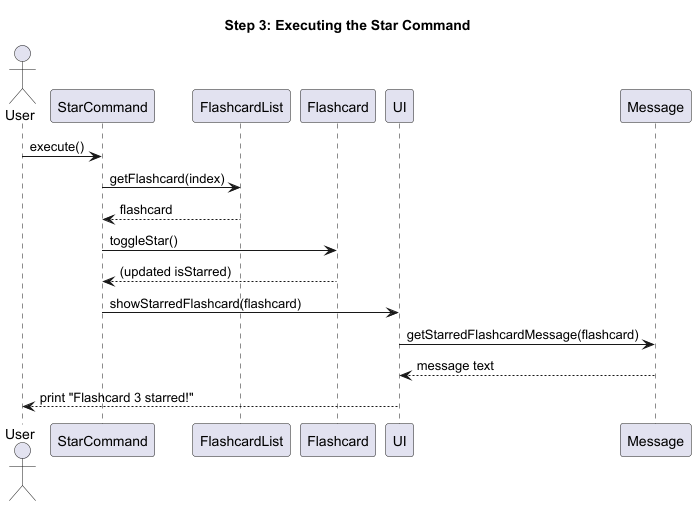 Step 3: Executing the Star Command
User
StarCommand
FlashcardList
Flashcard
UI
Message
execute()
getFlashcard(index)
flashcard
toggleStar()
(updated isStarred)
showStarredFlashcard(flashcard)
getStarredFlashcardMessage(flashcard)
message text
print "Flashcard 3 starred!"
User
StarCommand
FlashcardList
Flashcard
UI
Message